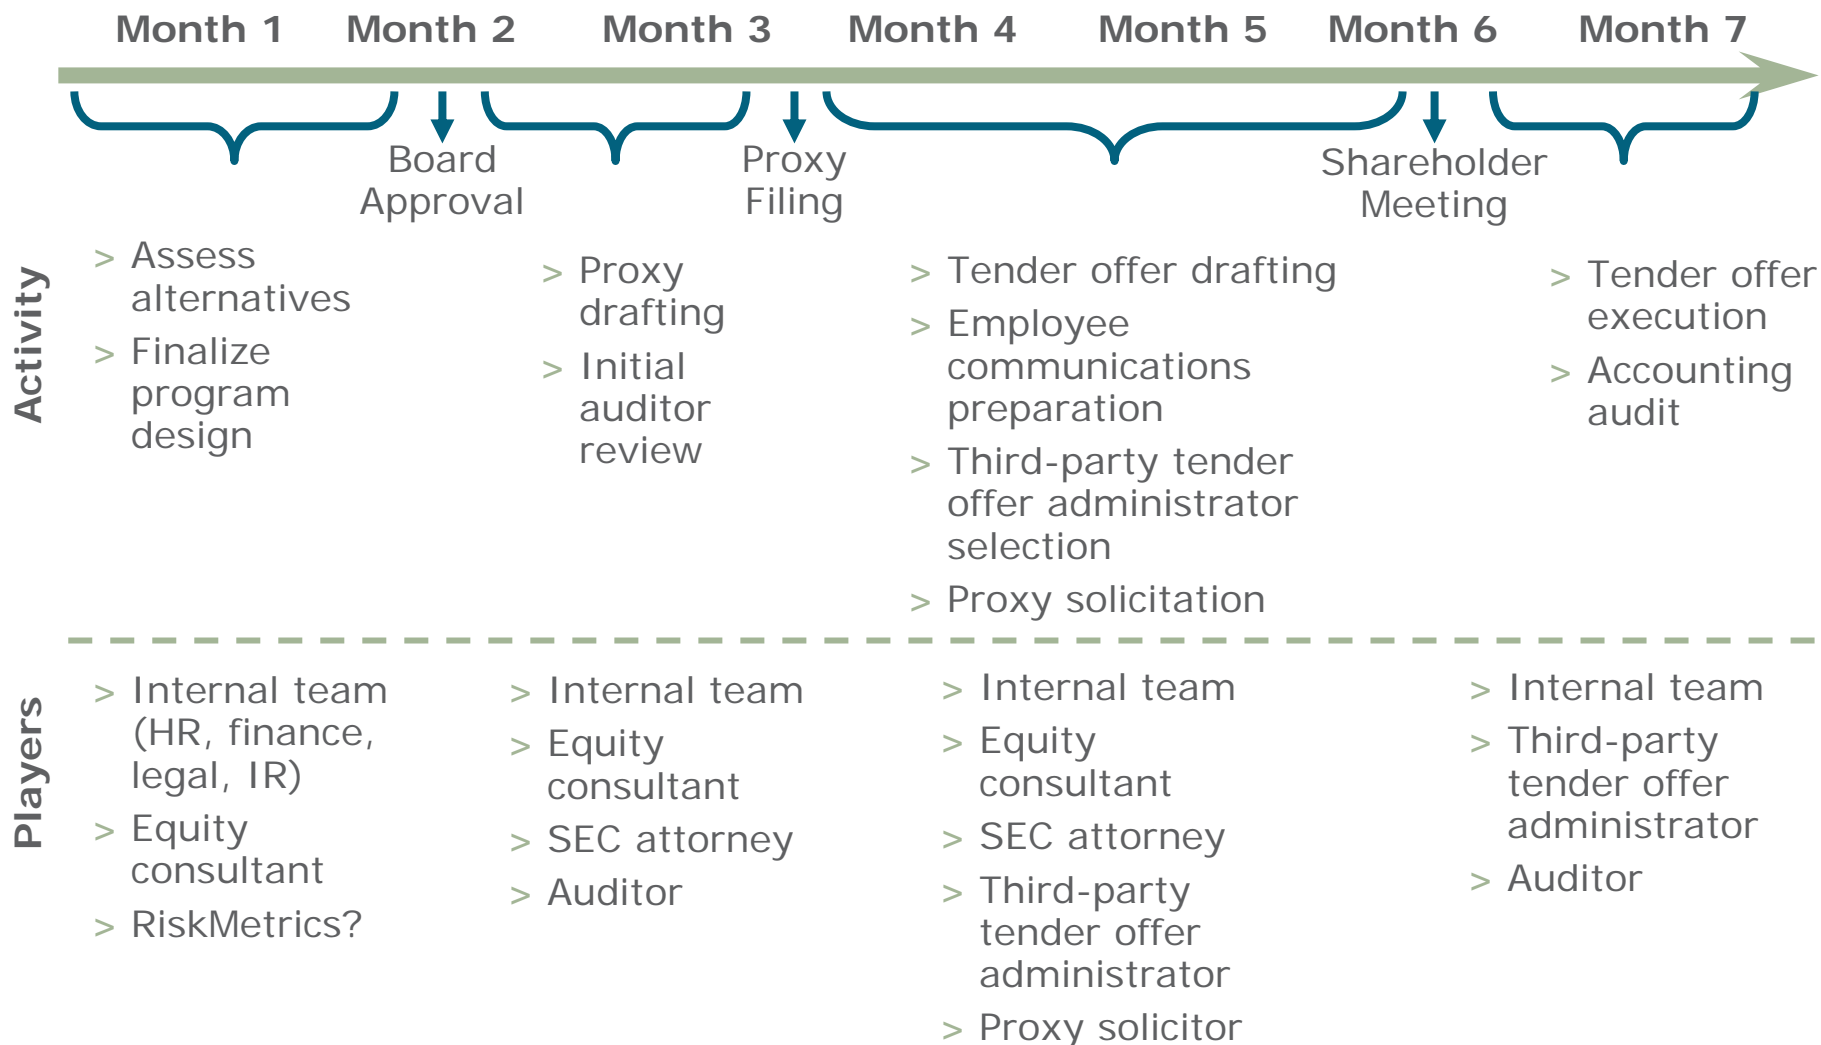 Month 1 Month 2 Month 3 Month 4 Month 5 Month 6 Month 7
Board
Approval
Proxy
Filing
Shareholder
Meeting
Activity
> Assess
alternatives
> Finalize
program
design
> Proxy
drafting
> Initial
auditor
review
> Tender offer drafting
> Employee
communications
preparation
> Third-party tender
offer administrator
selection
> Proxy solicitation
> Tender offer
execution
> Accounting
audit
Players
> Internal team
(HR, finance,
legal, IR)
> Equity
consultant
> RiskMetrics?
> Internal team
> Equity
consultant
> SEC attorney
> Auditor
> Internal team
> Equity
consultant
> SEC attorney
> Third-party
tender offer
administrator
> Proxy solicitor
> Internal team
> Third-party
tender offer
administrator
> Auditor